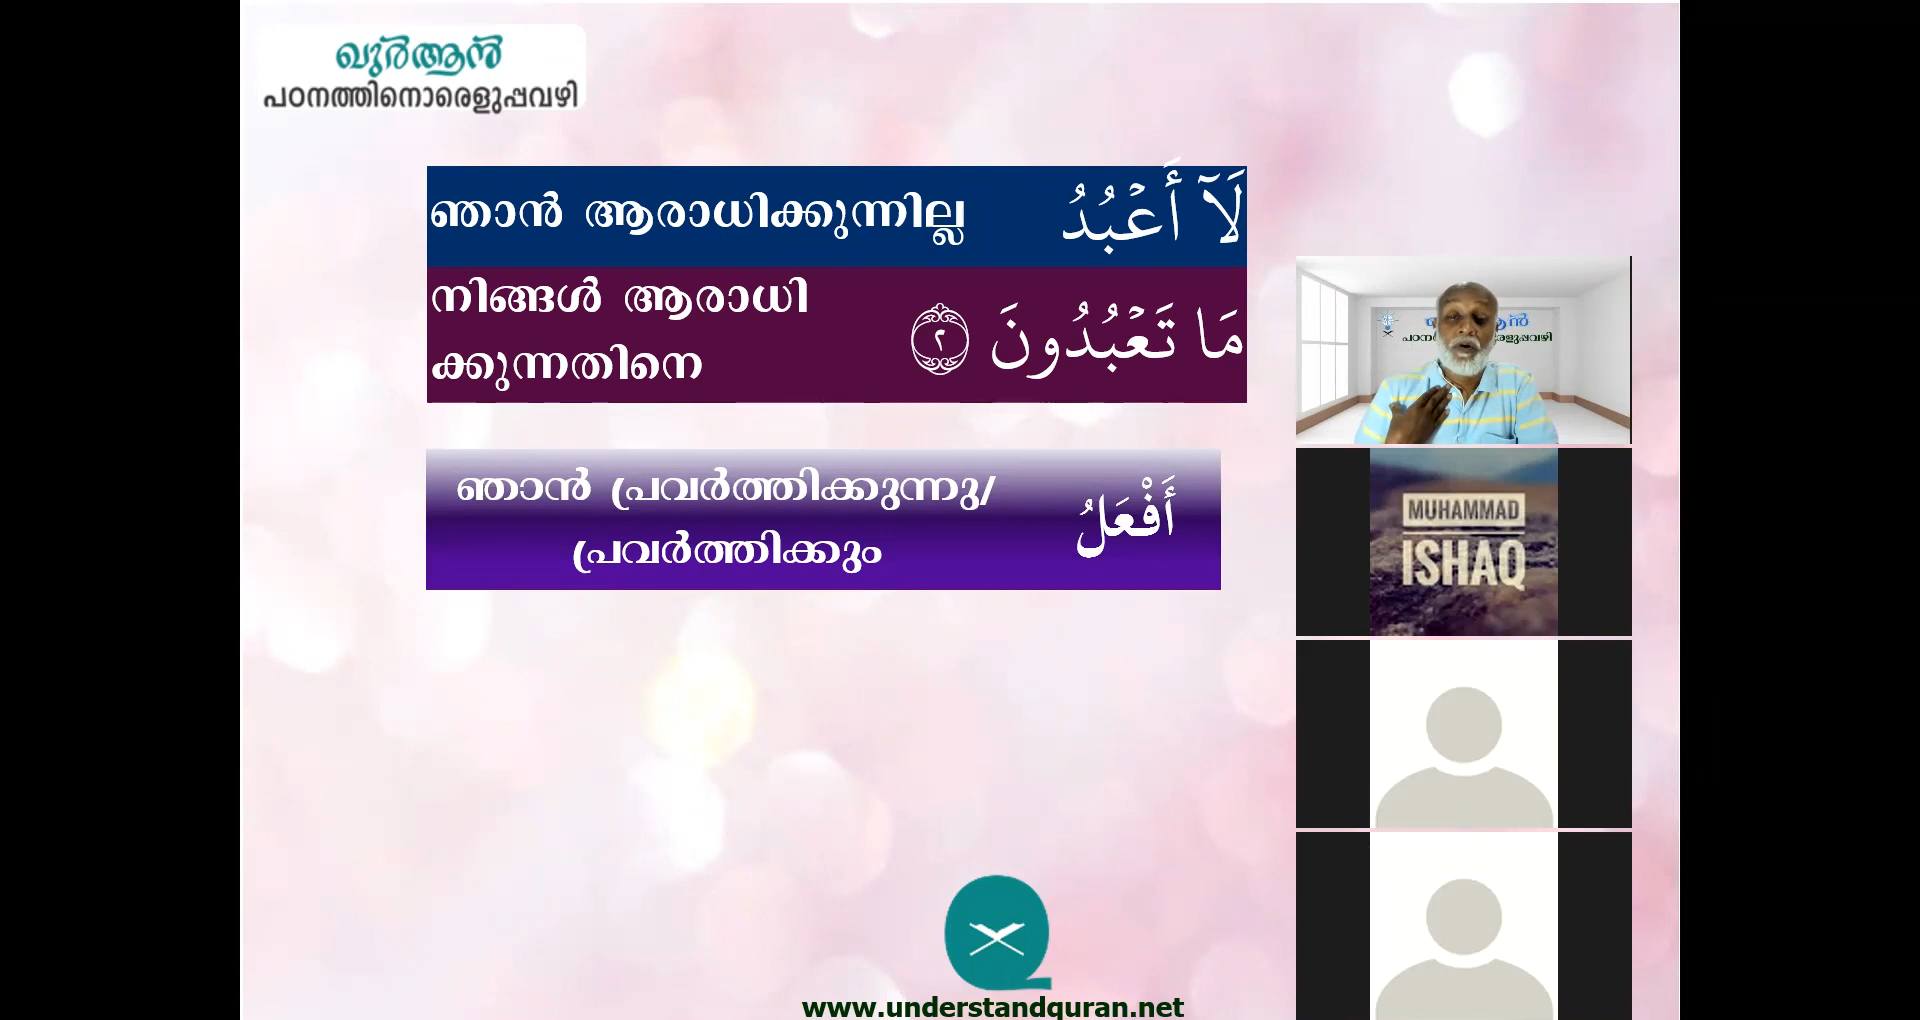 ഖുർആൻ
പഠനത്തിനൊരെളുപ്പവഴി
ഞാൻ ആരാധിക്കുന്നില്ല لَآ أَعۡبُدُ
നിങ്ങൾ ആരാധി
ക്കുന്നതിനെ مَا تَعۡبُدُونَ ٢
ഞാൻ പ്രവർത്തിക്കുന്നു/
പ്രവർത്തിക്കും أَفْعَلُ
MUHAMMAD
ISHAQ
www.understandquran.net